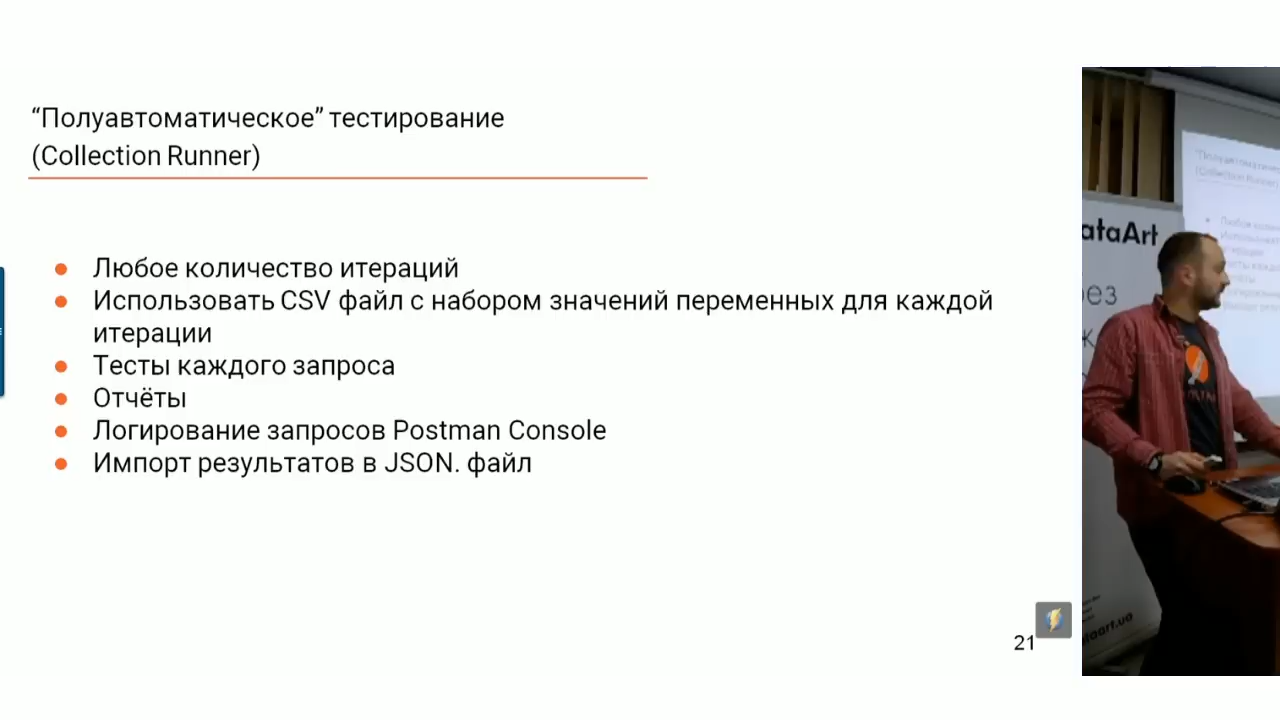 “Полуавтоматическое” тестирование
(Collection Runner)
Любое количество итераций
Использовать CSV файл с набором значений переменных для каждой
итерации
Тесты каждого запроса
Отчёты
Логирование запросов Postman Console
Импорт результатов в JSON. файл
21
ataArt
рез